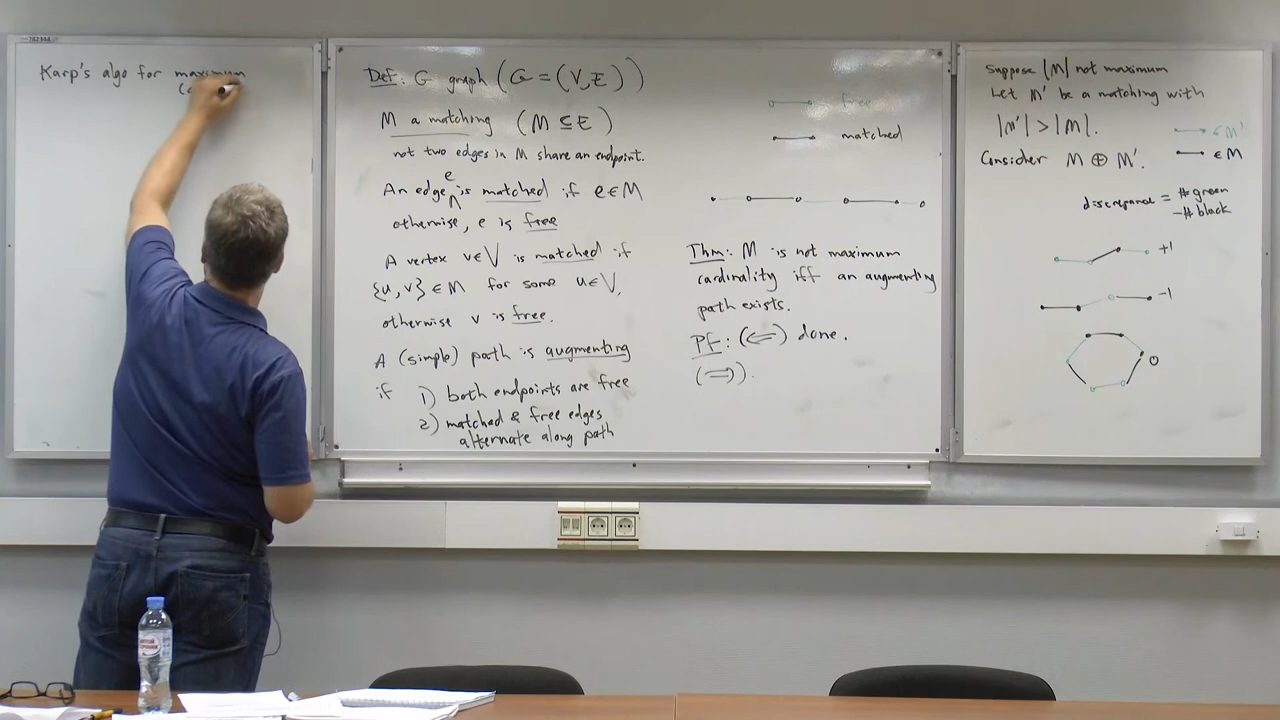 Karp's algo for maximum
Def: G graph (G = (V,E))
M a matching (M ⊆ E)
not two edges in M share an endpoint.
e
An edge ∧ is matched if e ∈ M
otherwise, e is free
A vertex v∈V is matched if
{u, v} ∈ M for some u∈V,
otherwise v is free.
A (simple) path is augmenting
if 1) both endpoints are free
2) matched & free edges
alternate along path
free
matched
Thm: M is not maximum
cardinality iff an augmenting
path exists.
Pf: (⇐) done.
(⇒).
Suppose |M| not maximum
Let M' be a matching with
|M'| > |M|.
Consider M ⊕ M'.
∈ M'
∈ M
discrepancy = # green
- # black
+1
-1
0